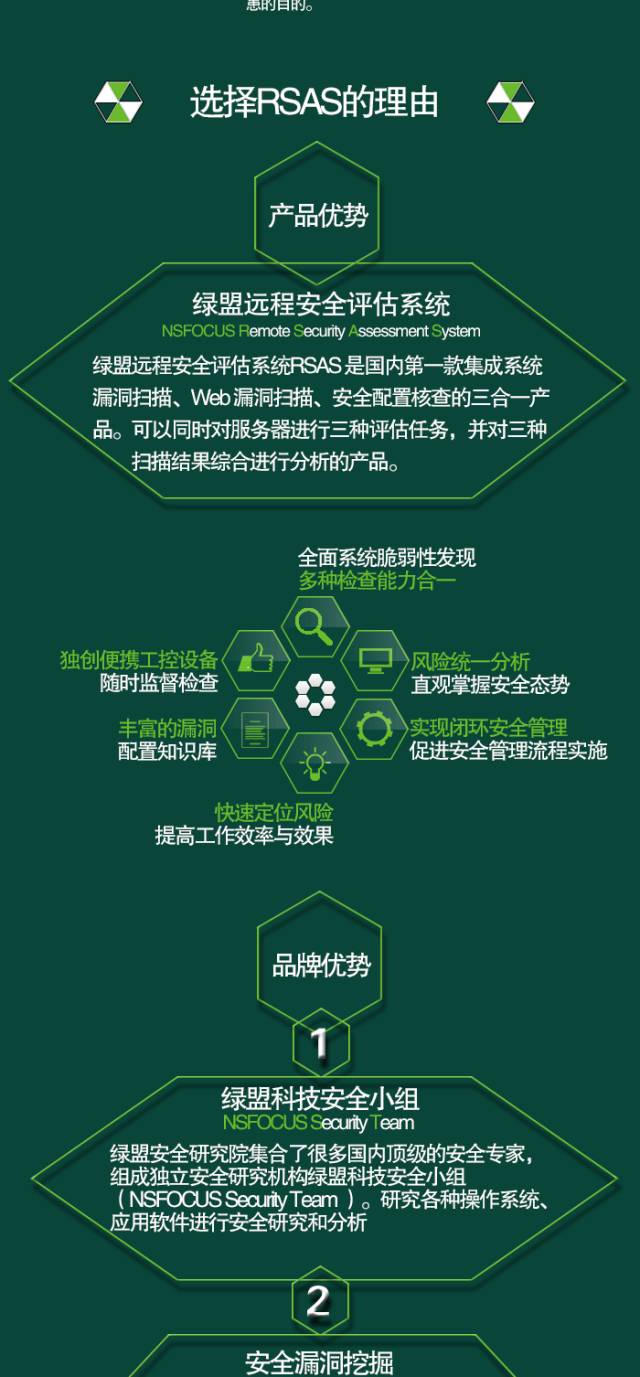 惠的目的。
选择RSAS的理由
产品优势
绿盟远程安全评估系统
NSFOCUS Remote Security Assessment System
绿盟远程安全评估系统RSAS是国内第一款集成系统
漏洞扫描、Web漏洞扫描、安全配置核查的三合一产
品。可以同时对服务器进行三种评估任务，并对三种
扫描结果综合进行分析的产品。
全面系统脆弱性发现
多种检查能力合一
独创便携工控设备
随时监督检查
风险统一分析
直观掌握安全态势
丰富的漏洞
配置知识库
实现闭环安全管理
促进安全管理流程实施
快速定位风险
提高工作效率与效果
品牌优势
1
绿盟科技安全小组
NSFOCUS Security Team
绿盟安全研究院集合了很多国内顶级的安全专家，
组成独立安全研究机构绿盟科技安全小组
（NSFOCUS Security Team ）。研究各种操作系统、
应用软件进行安全研究和分析
2
安全漏洞挖掘